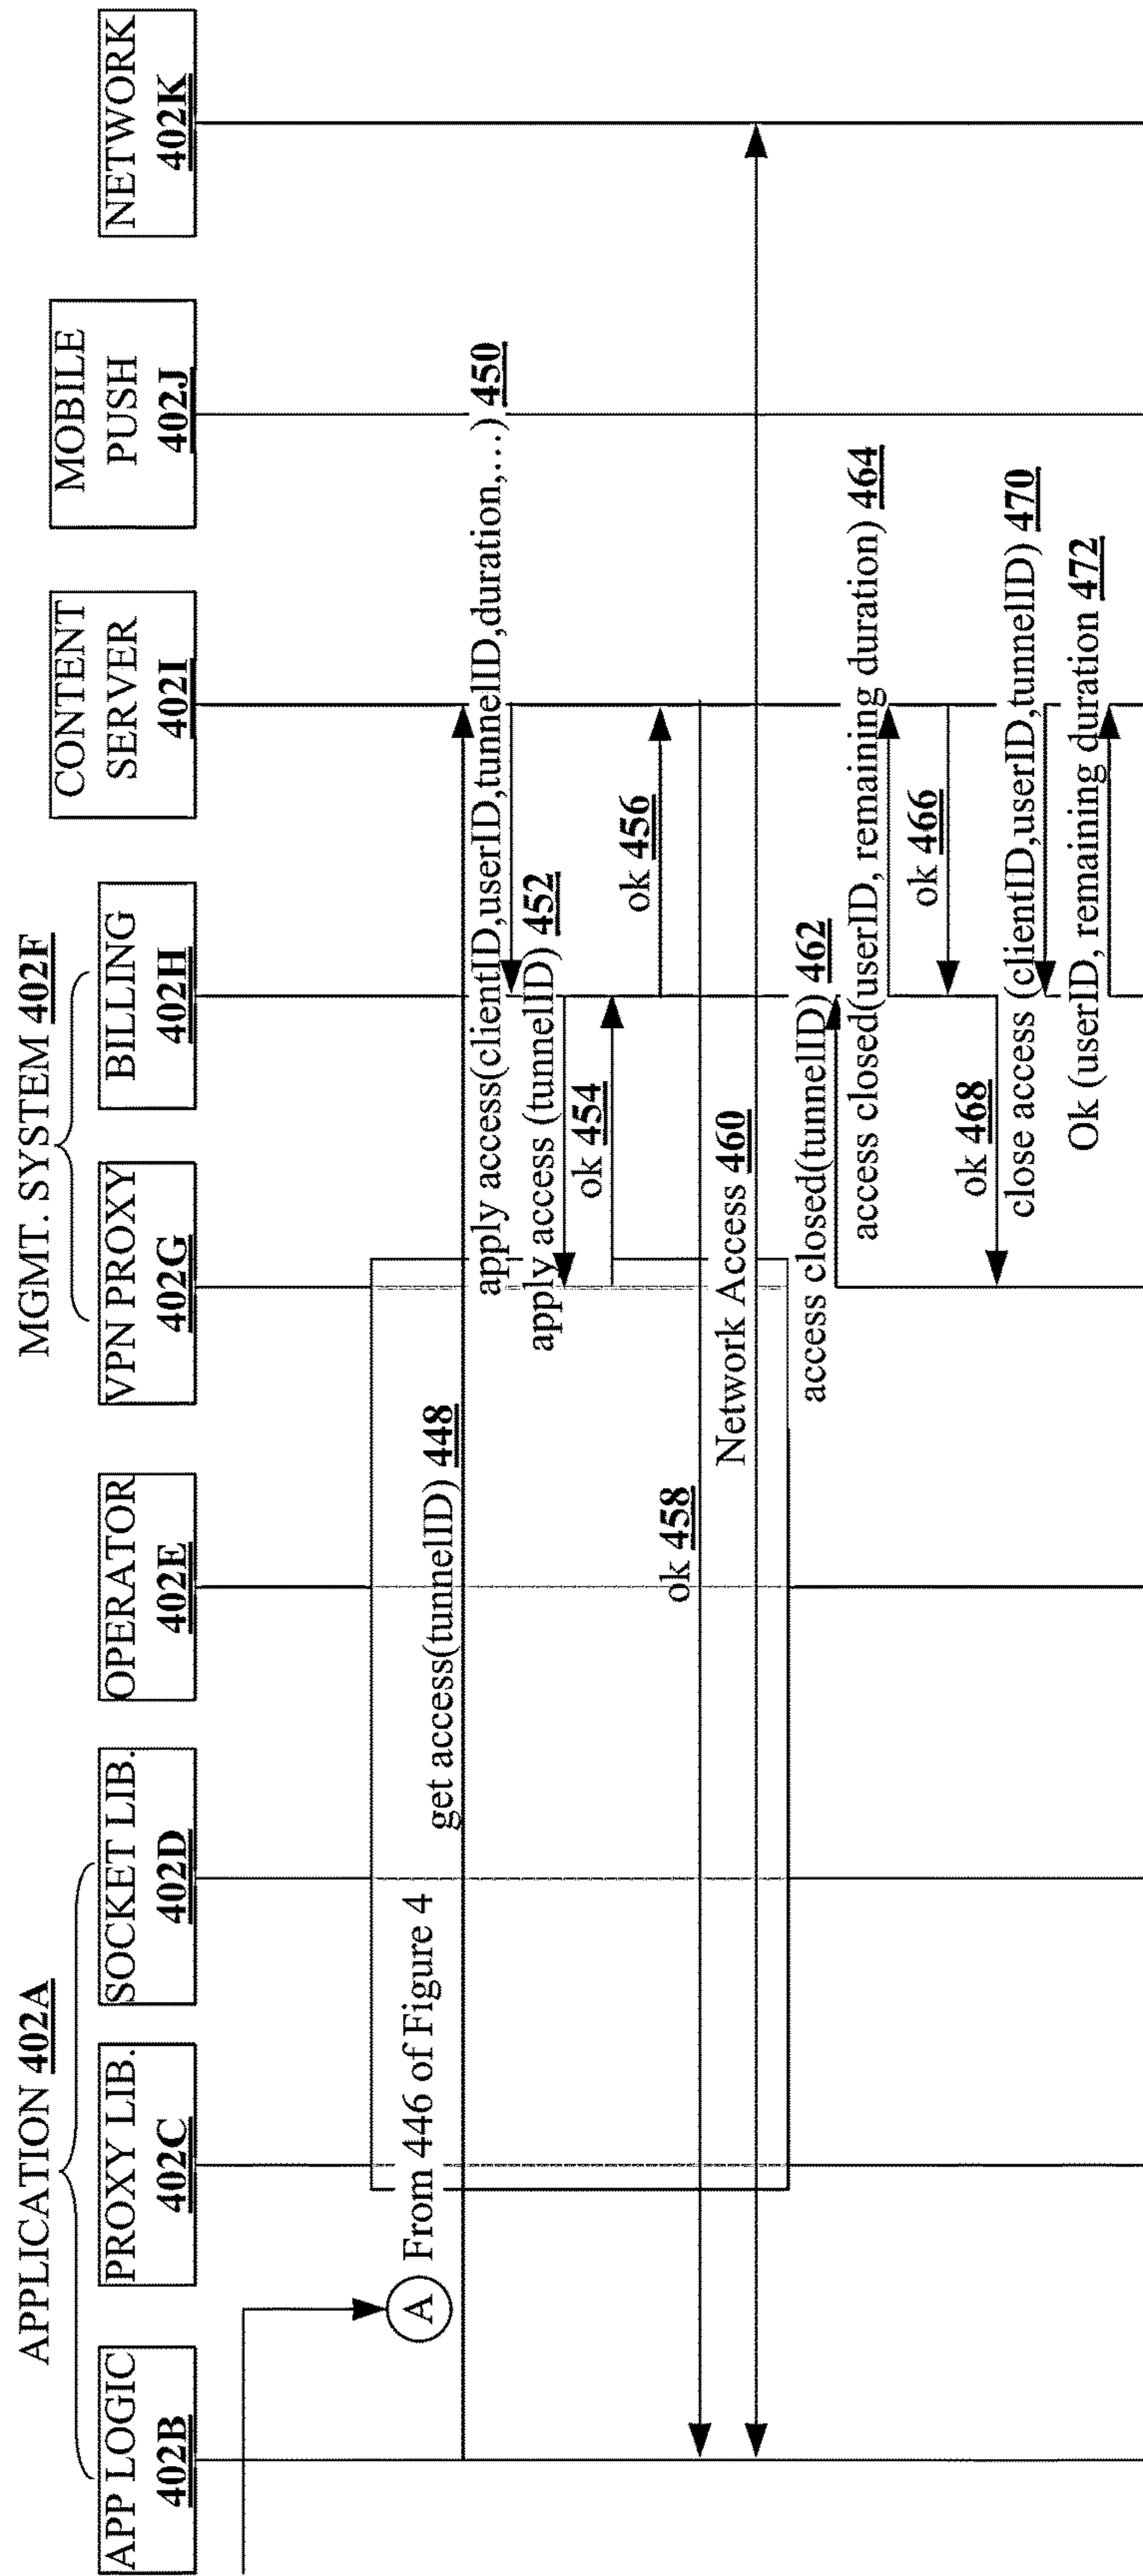 APPLICATION 402A
MGMT. SYSTEM 402F
APP LOGIC
402B
PROXY LIB.
402C
SOCKET LIB.
402D
OPERATOR
402E
VPN PROXY
402G
BILLING
402H
CONTENT
SERVER
402I
MOBILE
PUSH
402J
NETWORK
402K
A
From 446 of Figure 4
get access(tunnelID) 448
apply access(clientID,userID,tunnelID,duration,…) 450
apply access (tunnelID) 452
ok 454
ok 456
ok 458
Network Access 460
access closed(tunnelID) 462
access closed(userID, remaining duration) 464
ok 466
ok 468
close access (clientID,userID,tunnelID) 470
Ok (userID, remaining duration 472